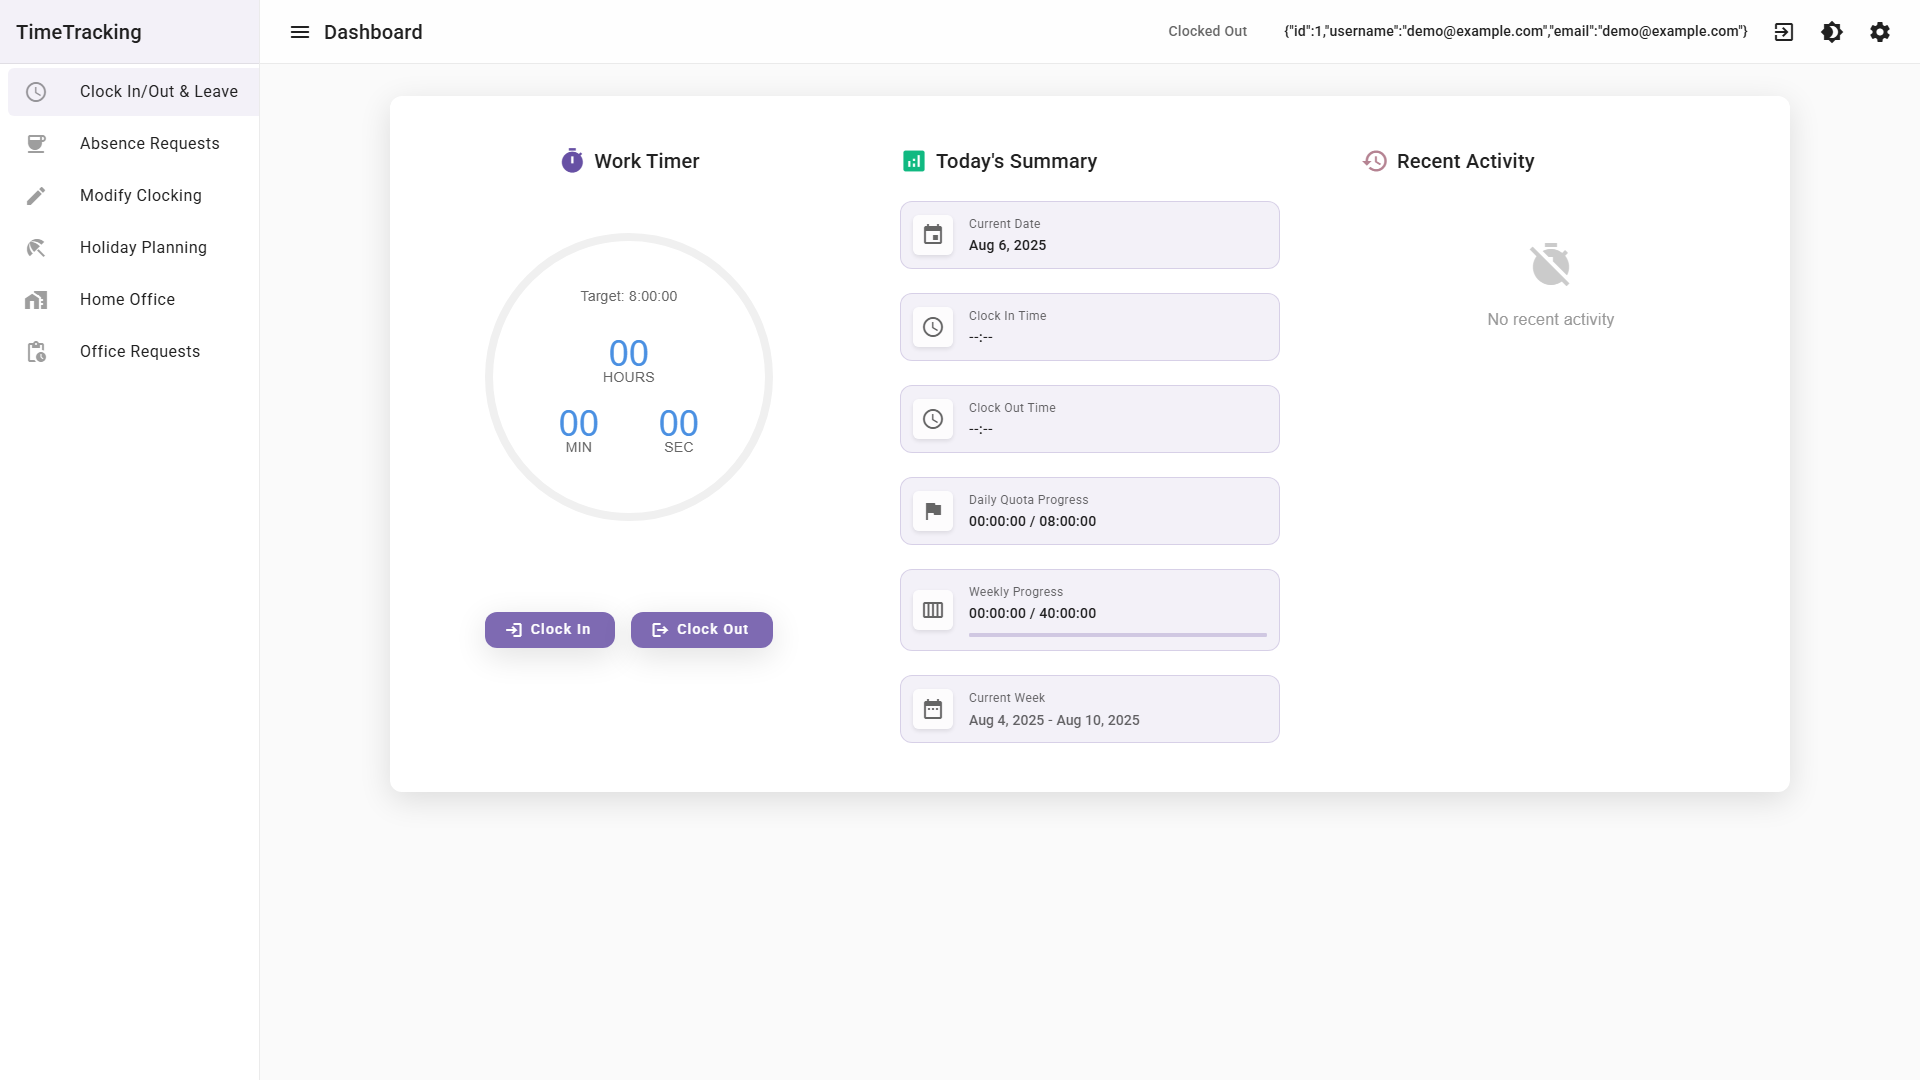 TimeTracking
Dashboard
Clocked Out
{"id":1,"username":"demo@example.com","email":"demo@example.com"}
Clock In/Out & Leave
Absence Requests
Modify Clocking
Holiday Planning
Home Office
Office Requests
Work Timer
Target: 8:00:00
00
HOURS
00
MIN
00
SEC
Clock In
Clock Out
Today's Summary
Current Date
Aug 6, 2025
Clock In Time
--:--
Clock Out Time
--:--
Daily Quota Progress
00:00:00 / 08:00:00
Weekly Progress
00:00:00 / 40:00:00
Current Week
Aug 4, 2025 - Aug 10, 2025
Recent Activity
No recent activity